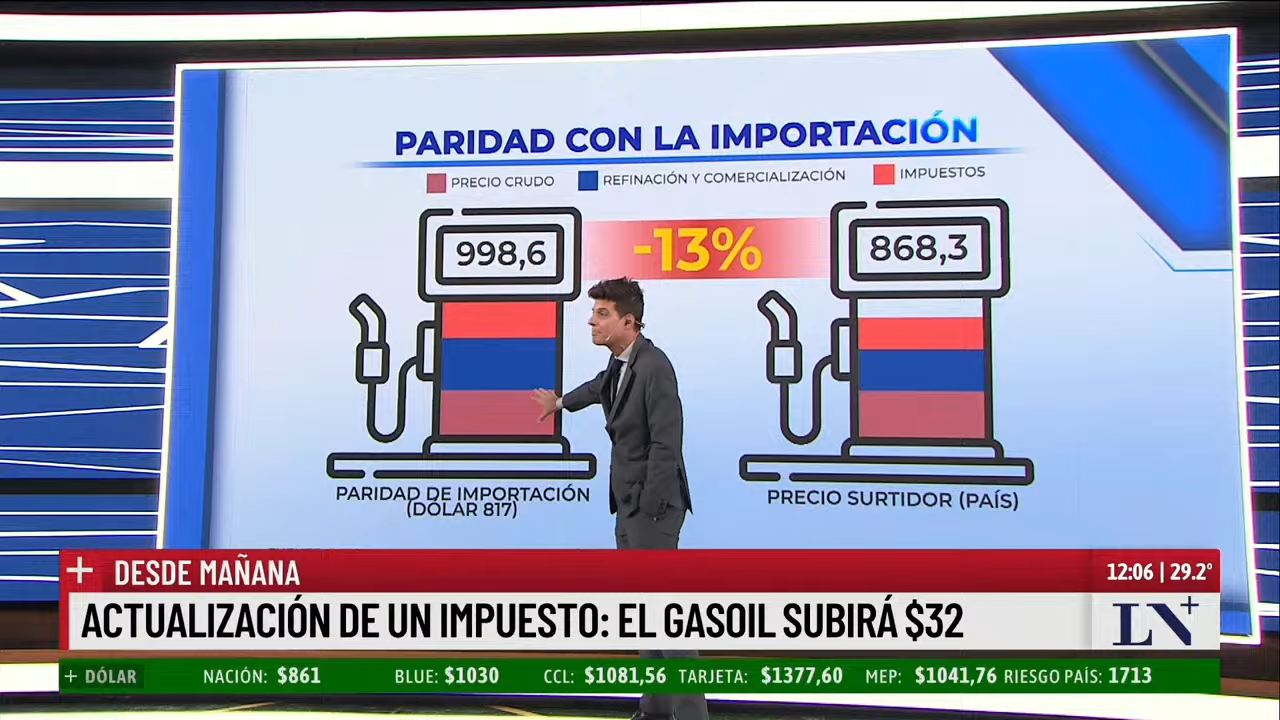 PARIDAD CON LA IMPORTACIÓN
PRECIO CRUDO
REFINACIÓN Y COMERCIALIZACIÓN
IMPUESTOS
998,6
-13%
868,3
PARIDAD DE IMPORTACIÓN
(DÓLAR 817)
PRECIO SURTIDOR (PAÍS)
+ DESDE MAÑANA
12:06 | 29.2°
ACTUALIZACIÓN DE UN IMPUESTO: EL GASOIL SUBIRÁ $32
LN+
+ DÓLAR NACIÓN: $861 BLUE: $1030 CCL: $1081,56 TARJETA: $1377,60 MEP: $1041,76 RIESGO PAÍS: 1713